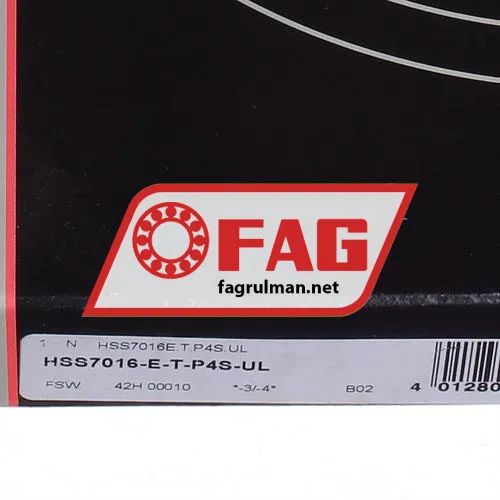 FAG
fagrulman.net
1 N HSS7016E.T.P4S.UL
HSS7016-E-T-P4S-UL
FSW 42H 00010 *-3/-4* B02 4 01280